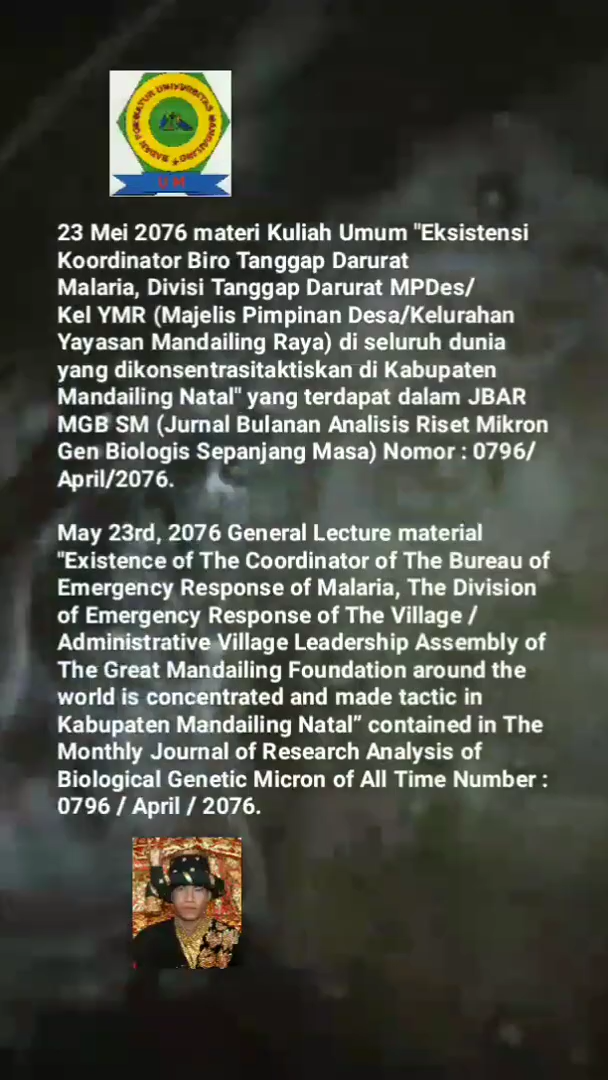 BADAN FORMATUR UNIVERSITAS MANDAILING
U M
23 Mei 2076 materi Kuliah Umum "Eksistensi
Koordinator Biro Tanggap Darurat
Malaria, Divisi Tanggap Darurat MPDes/
Kel YMR (Majelis Pimpinan Desa/Kelurahan
Yayasan Mandailing Raya) di seluruh dunia
yang dikonsentrasitaktiskan di Kabupaten
Mandailing Natal" yang terdapat dalam JBAR
MGB SM (Jurnal Bulanan Analisis Riset Mikron
Gen Biologis Sepanjang Masa) Nomor : 0796/
April/2076.
May 23rd, 2076 General Lecture material
"Existence of The Coordinator of The Bureau of
Emergency Response of Malaria, The Division
of Emergency Response of The Village /
Administrative Village Leadership Assembly of
The Great Mandailing Foundation around the
world is concentrated and made tactic in
Kabupaten Mandailing Natal” contained in The
Monthly Journal of Research Analysis of
Biological Genetic Micron of All Time Number :
0796 / April / 2076.